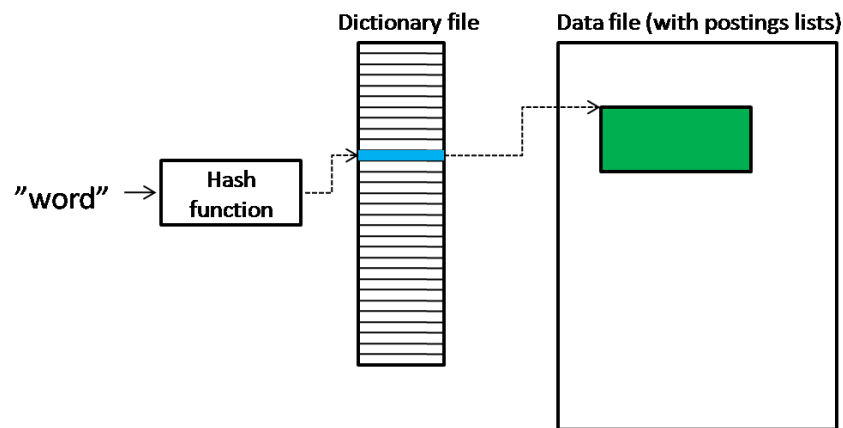 Dictionary file
Data file (with postings lists)
”word”
Hash
function